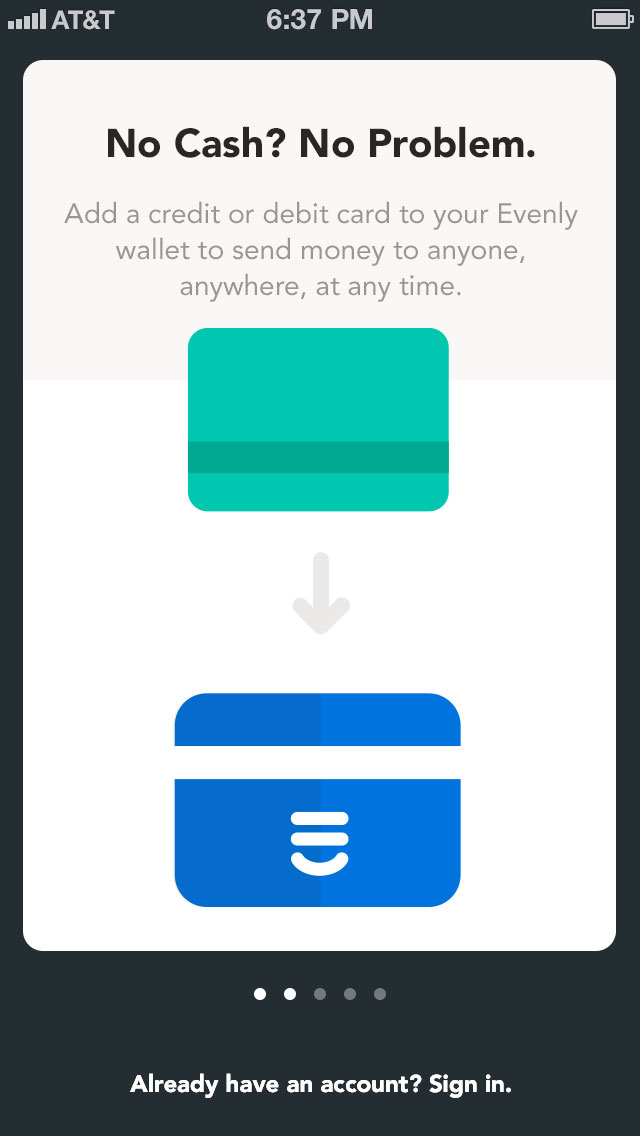 AT&T 6:37 PM
No Cash? No Problem.
Add a credit or debit card to your Evenly
wallet to send money to anyone,
anywhere, at any time.
Already have an account? Sign in.